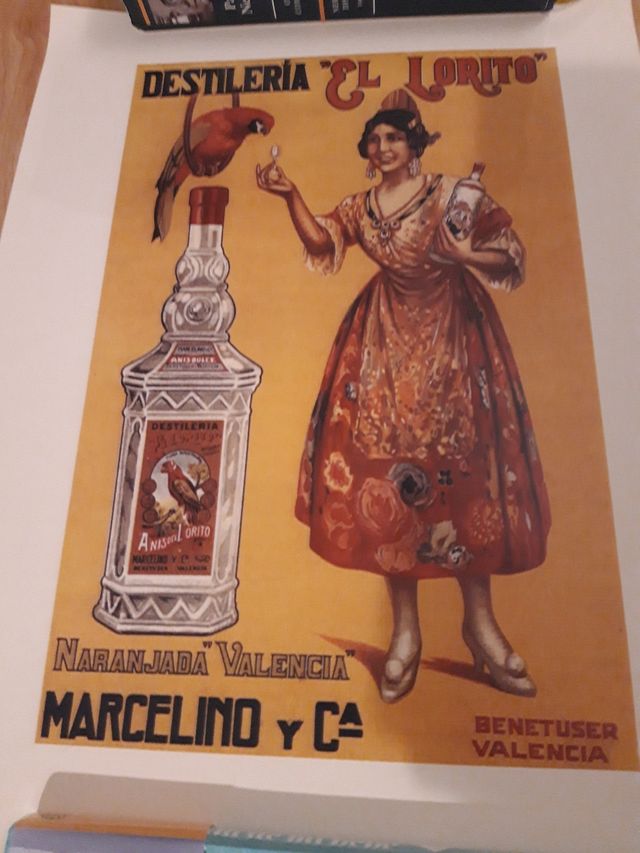 DESTILERÍA "EL LORITO"
ANIS DULCE
DESTILERIA
ANIS DEL LORITO
MARCELINO Y Cª
BENETUSER VALENCIA
NARANJADA "VALENCIA"
MARCELINO Y Cª
BENETUSER
VALENCIA